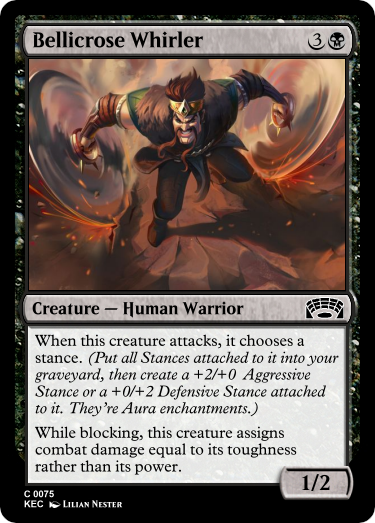 Bellicrose Whirler 3
Creature — Human Warrior
When this creature attacks, it chooses a
stance. (Put all Stances attached to it into your
graveyard, then create a +2/+0 Aggressive
Stance or a +0/+2 Defensive Stance attached
to it. They're Aura enchantments.)
While blocking, this creature assigns
combat damage equal to its toughness
rather than its power.
1/2
C 0075
KEC Lilian Nester